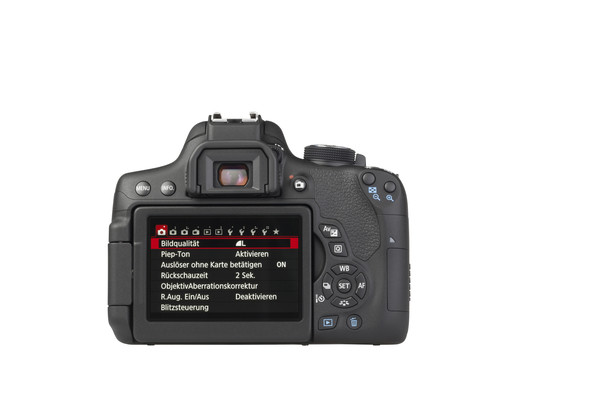 MENU INFO.
Av
Bildqualität L
Piep-Ton Aktivieren
Auslöser ohne Karte betätigen ON
Rückschauzeit 2 Sek.
ObjektivAberrationskorrektur
R.Aug. Ein/Aus Deaktivieren
Blitzsteuerung
WB
SET AF
Q